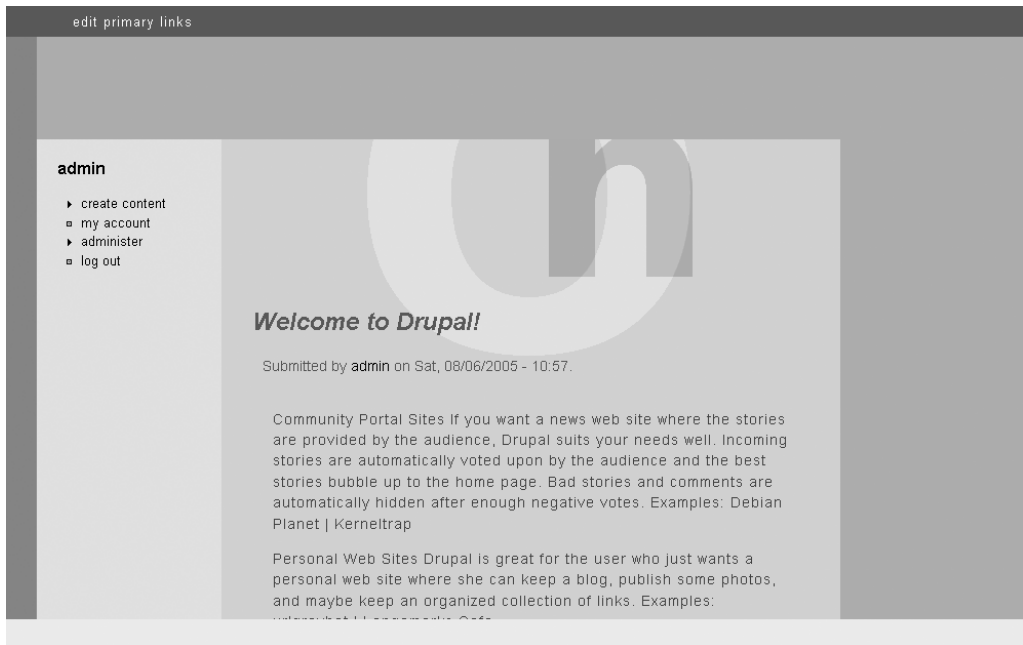 edit primary links
admin
create content
my account
administer
log out
Welcome to Drupal!
Submitted by admin on Sat, 08/06/2005 - 10:57.
Community Portal Sites If you want a news web site where the stories
are provided by the audience, Drupal suits your needs well. Incoming
stories are automatically voted upon by the audience and the best
stories bubble up to the home page. Bad stories and comments are
automatically hidden after enough negative votes. Examples: Debian
Planet | Kerneltrap
Personal Web Sites Drupal is great for the user who just wants a
personal web site where she can keep a blog, publish some photos,
and maybe keep an organized collection of links. Examples: